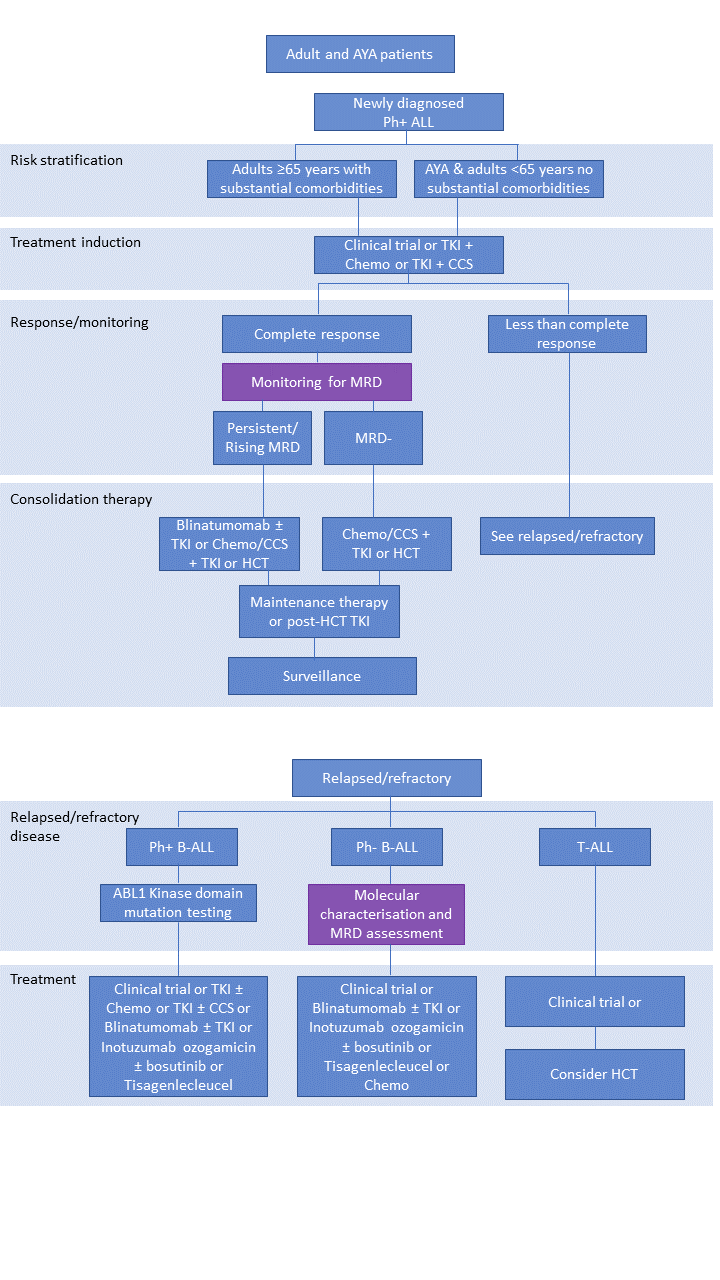 Adult and AYA patients
Newly diagnosed
Ph+ ALL
Risk stratification
Adults ≥65 years with
substantial comorbidities
AYA & adults <65 years no
substantial comorbidities
Treatment induction
Clinical trial or TKI +
Chemo or TKI + CCS
Response/monitoring
Complete response
Less than complete
response
Monitoring for MRD
Persistent/
Rising MRD
MRD-
Consolidation therapy
Blinatumomab ±
TKI or Chemo/CCS
+ TKI or HCT
Chemo/CCS +
TKI or HCT
See relapsed/refractory
Maintenance therapy
or post-HCT TKI
Surveillance
Relapsed/refractory
Relapsed/refractory
disease
Ph+ B-ALL
Ph- B-ALL
T-ALL
ABL1 Kinase domain
mutation testing
Molecular
characterisation and
MRD assessment
Treatment
Clinical trial or TKI ±
Chemo or TKI ± CCS or
Blinatumomab ± TKI or
Inotuzumab ozogamicin
± bosutinib or
Tisagenlecleucel
Clinical trial or
Blinatumomab ± TKI or
Inotuzumab ozogamicin
± bosutinib or
Tisagenlecleucel or
Chemo
Clinical trial or
Consider HCT